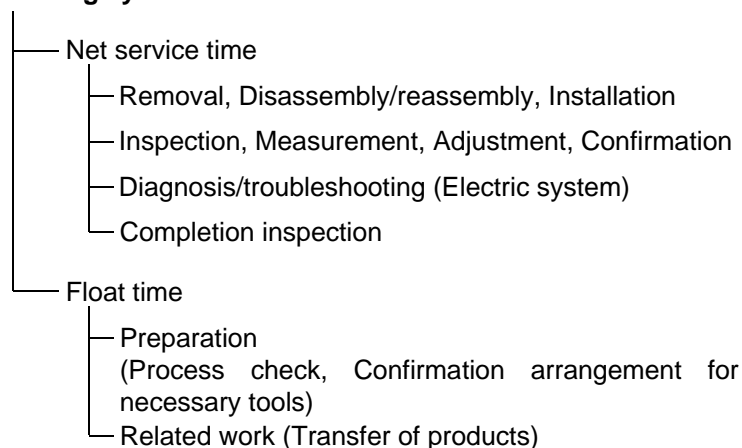 Net service time
Removal, Disassembly/reassembly, Installation
Inspection, Measurement, Adjustment, Confirmation
Diagnosis/troubleshooting (Electric system)
Completion inspection
Float time
Preparation
(Process check, Confirmation arrangement for
necessary tools)
Related work (Transfer of products)